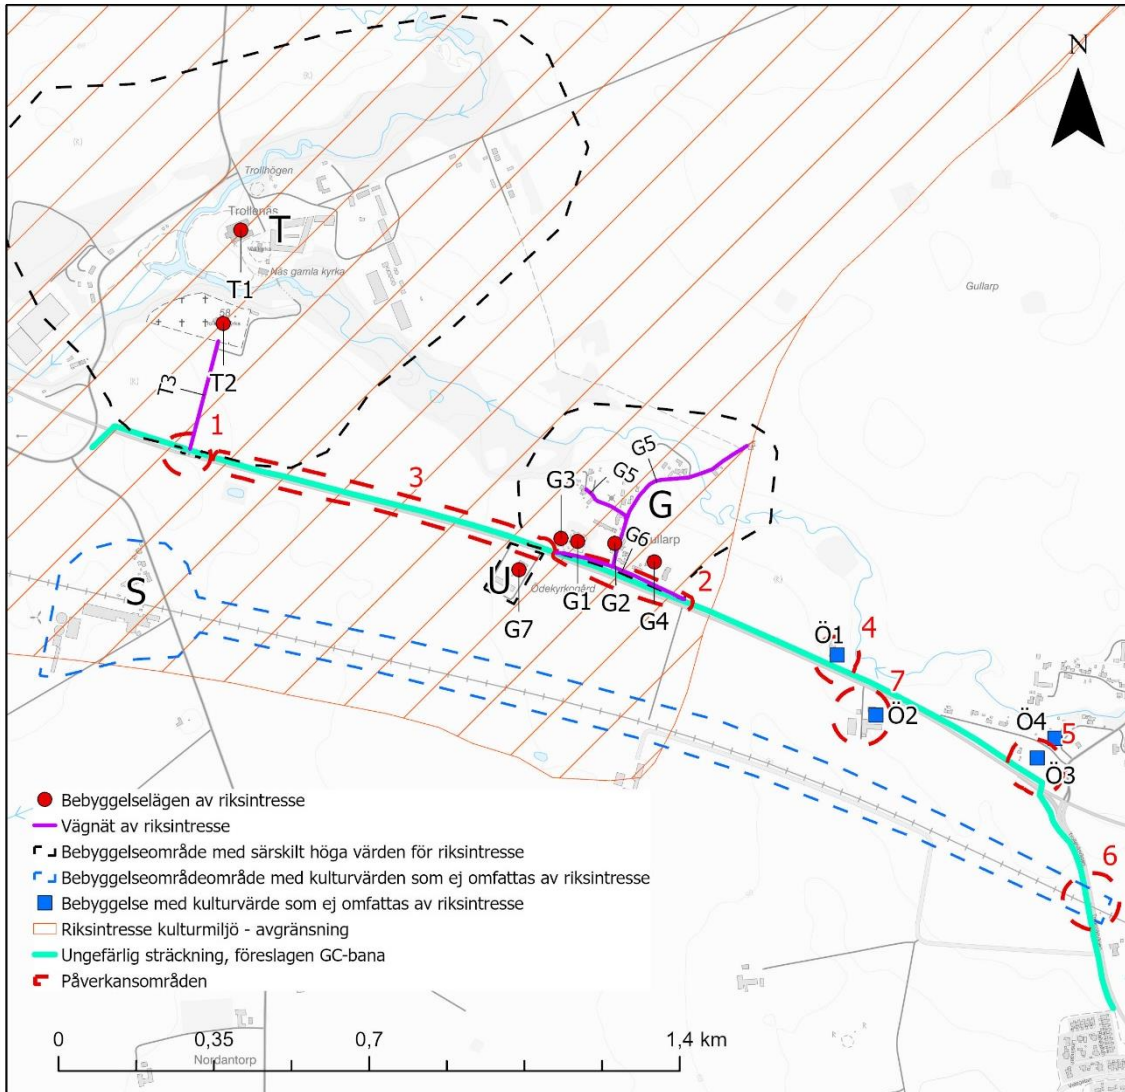 N
Trollhögen
Trollenäs
T
Näs gamla kyrka
T1
58
T2
T3
Gullarp
1
3
G5
G5
G3
G
G6
ullarp
U
Ödekyrkogård
G1
G2
G4
2
G7
S
Ö1
4
7
Ö2
Ö4
5
Ö3
6
Bebyggelselägen av riksintresse
Vägnät av riksintresse
Bebyggelseområde med särskilt höga värden för riksintresse
Bebyggelseområdeområde med kulturvärden som ej omfattas av riksintresse
Bebyggelse med kulturvärde som ej omfattas av riksintresse
Riksintresse kulturmiljö - avgränsning
Ungefärlig sträckning, föreslagen GC-bana
Påverkansområden
0 0,35 0,7 1,4 km
Nordantorp